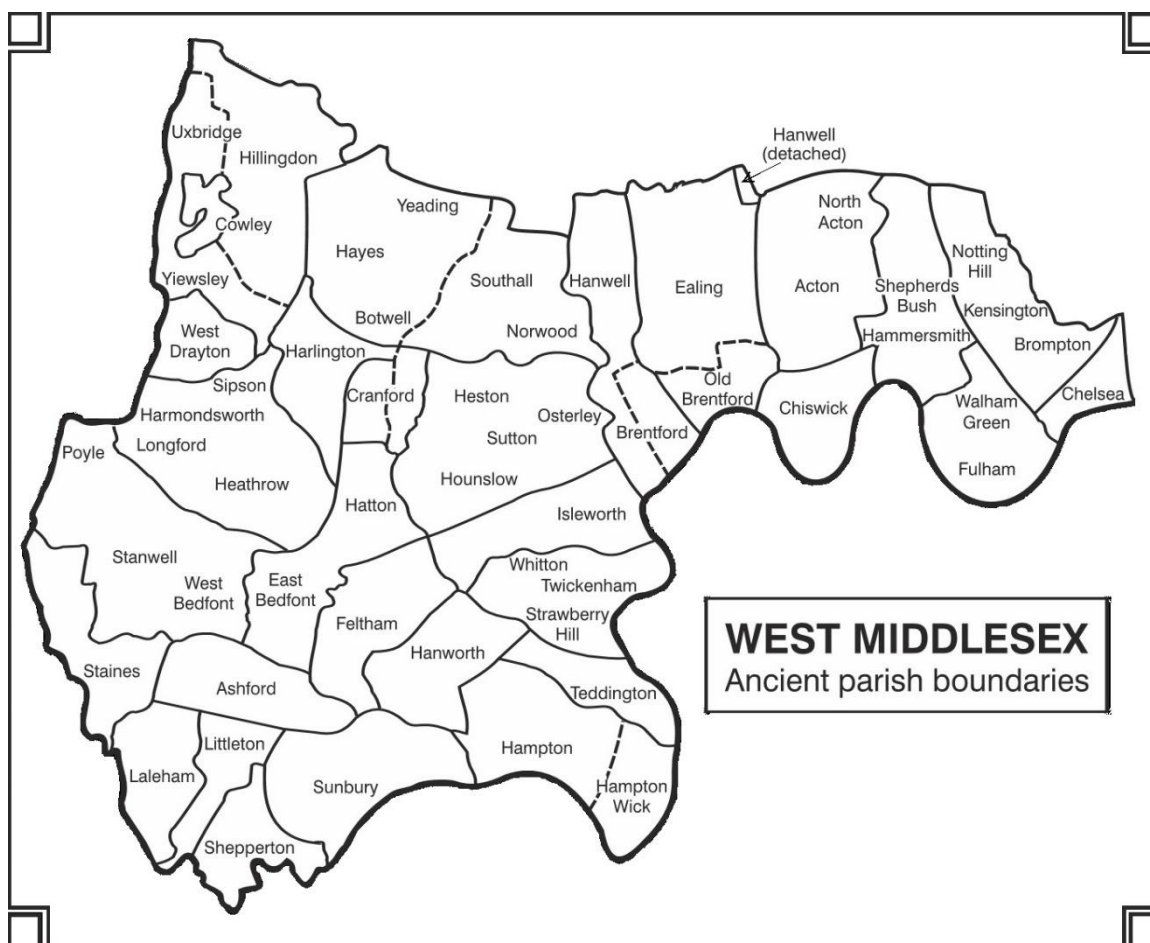 Hanwell
(detached)
Uxbridge
Hillingdon
Cowley
Yiewsley
West
Drayton
Yeading
Hayes
Botwell
Southall
Norwood
Hanwell
Ealing
North
Acton
Acton
Notting
Hill
Shepherds
Bush
Kensington
Hammersmith
Brompton
Chelsea
Harlington
Sipson
Cranford
Harmondsworth
Longford
Heathrow
Poyle
Heston
Osterley
Sutton
Hounslow
Brentford
Old
Brentford
Chiswick
Walham
Green
Fulham
Hatton
Isleworth
Stanwell
West
Bedfont
East
Bedfont
Whitton
Twickenham
Strawberry
Hill
Feltham
Hanworth
Staines
Ashford
Teddington
Littleton
Laleham
Hampton
Sunbury
Hampton
Wick
Shepperton
WEST MIDDLESEX
Ancient parish boundaries